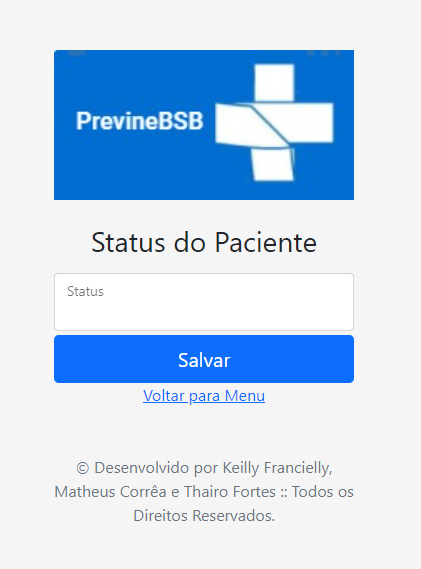 PrevineBSB
Status do Paciente
Status
Salvar
Voltar para Menu
© Desenvolvido por Keilly Francielly,
Matheus Corrêa e Thairo Fortes :: Todos os
Direitos Reservados.